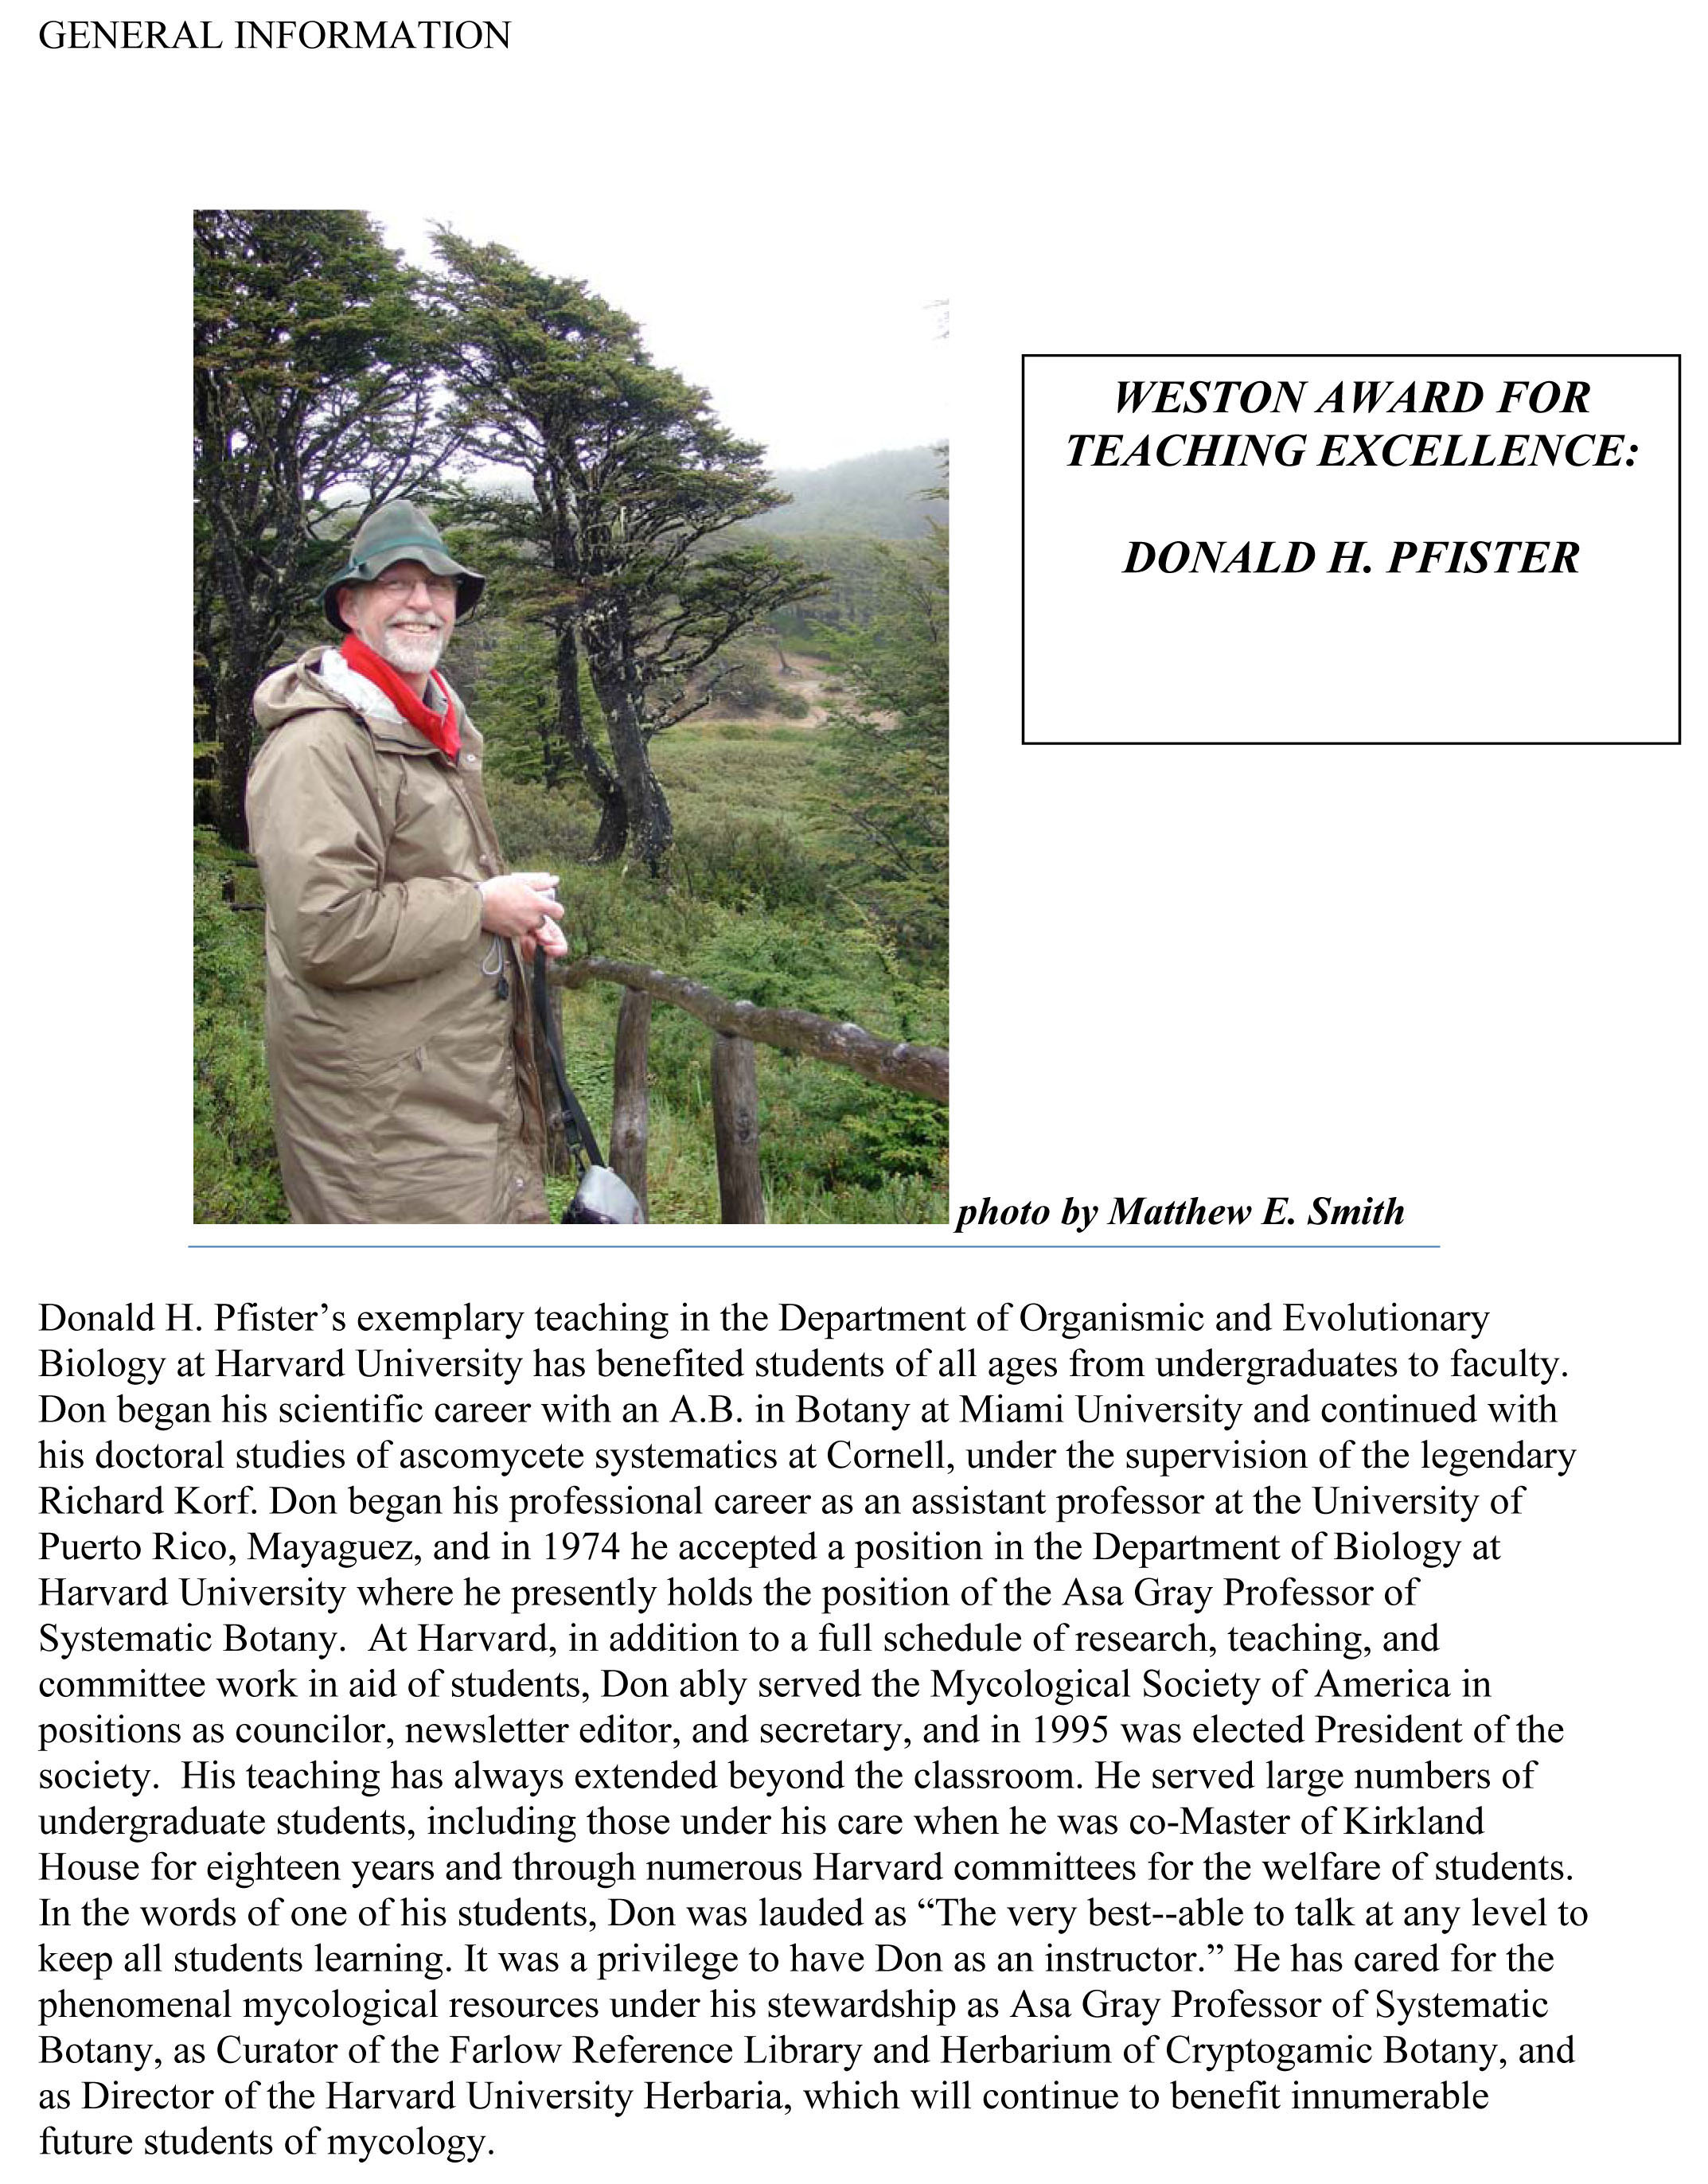 GENERAL INFORMATION
WESTON AWARD FOR
TEACHING EXCELLENCE:
DONALD H. PFISTER
photo by Matthew E. Smith
Donald H. Pfister’s exemplary teaching in the Department of Organismic and Evolutionary
Biology at Harvard University has benefited students of all ages from undergraduates to faculty.
Don began his scientific career with an A.B. in Botany at Miami University and continued with
his doctoral studies of ascomycete systematics at Cornell, under the supervision of the legendary
Richard Korf. Don began his professional career as an assistant professor at the University of
Puerto Rico, Mayaguez, and in 1974 he accepted a position in the Department of Biology at
Harvard University where he presently holds the position of the Asa Gray Professor of
Systematic Botany.  At Harvard, in addition to a full schedule of research, teaching, and
committee work in aid of students, Don ably served the Mycological Society of America in
positions as councilor, newsletter editor, and secretary, and in 1995 was elected President of the
society.  His teaching has always extended beyond the classroom. He served large numbers of
undergraduate students, including those under his care when he was co-Master of Kirkland
House for eighteen years and through numerous Harvard committees for the welfare of students.
In the words of one of his students, Don was lauded as “The very best--able to talk at any level to
keep all students learning. It was a privilege to have Don as an instructor.” He has cared for the
phenomenal mycological resources under his stewardship as Asa Gray Professor of Systematic
Botany, as Curator of the Farlow Reference Library and Herbarium of Cryptogamic Botany, and
as Director of the Harvard University Herbaria, which will continue to benefit innumerable
future students of mycology.